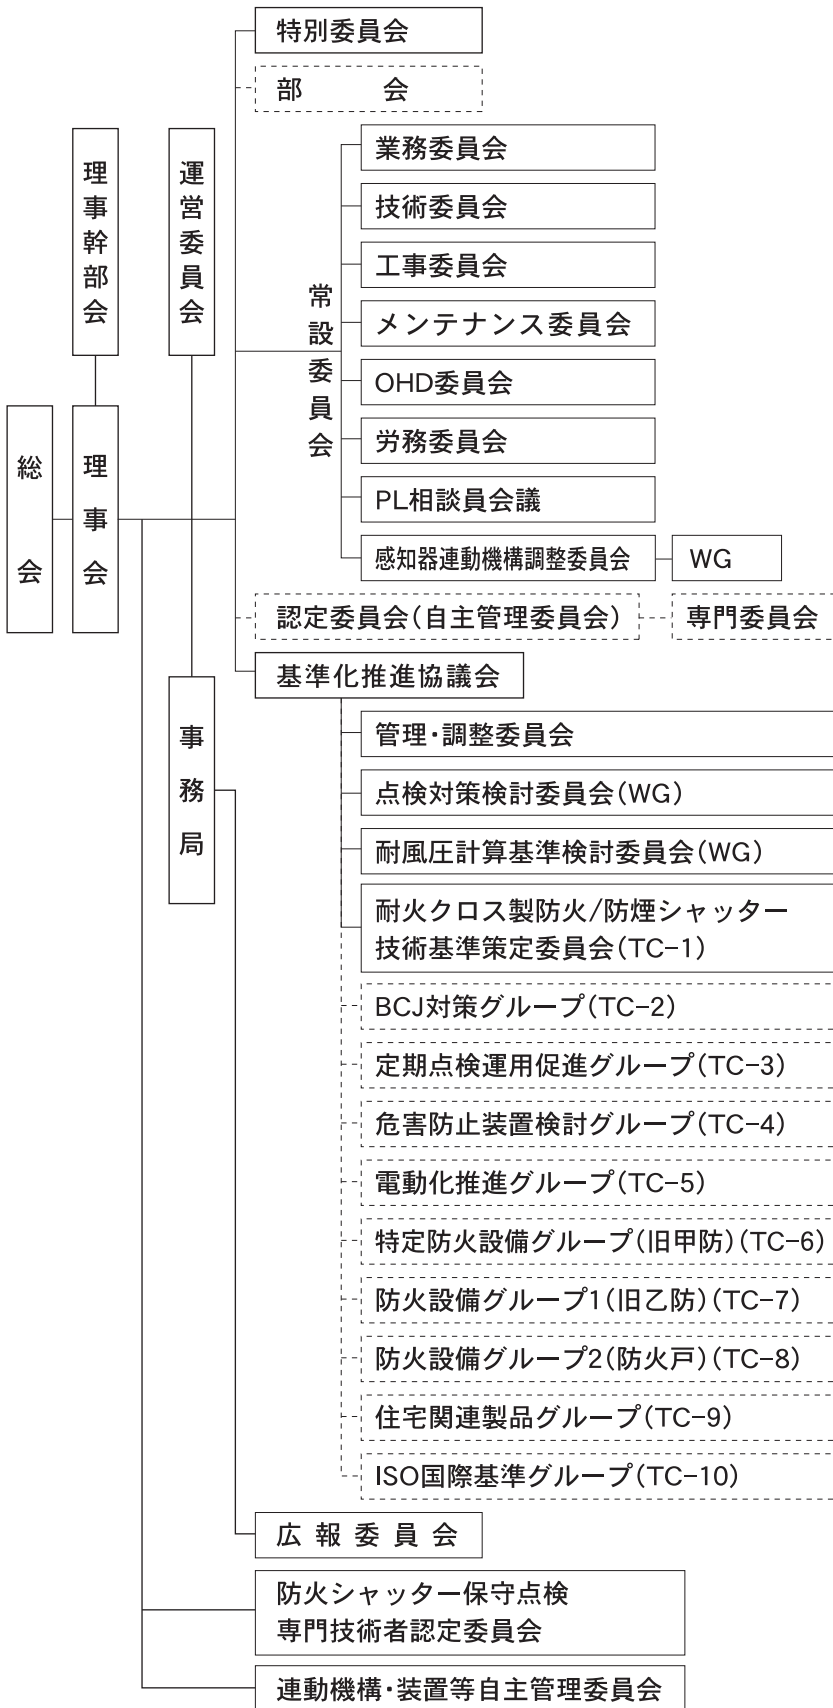 特別委員会
部会
理事幹部会
運営委員会
常設委員会
業務委員会
技術委員会
工事委員会
メンテナンス委員会
OHD委員会
労務委員会
PL相談員会議
感知器連動機構調整委員会
WG
総会
理事会
認定委員会(自主管理委員会)
専門委員会
基準化推進協議会
事務局
管理・調整委員会
点検対策検討委員会(WG)
耐風圧計算基準検討委員会(WG)
耐火クロス製防火/防煙シャッター
技術基準策定委員会(TC-1)
BCJ対策グループ(TC-2)
定期点検運用促進グループ(TC-3)
危害防止装置検討グループ(TC-4)
電動化推進グループ(TC-5)
特定防火設備グループ(旧甲防)(TC-6)
防火設備グループ1(旧乙防)(TC-7)
防火設備グループ2(防火戸)(TC-8)
住宅関連製品グループ(TC-9)
ISO国際基準グループ(TC-10)
広報委員会
防火シャッター保守点検
専門技術者認定委員会
連動機構・装置等自主管理委員会